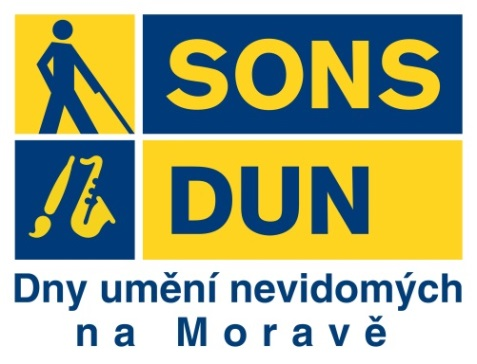 SONS
DUN
Dny umění nevidomých
na Moravě